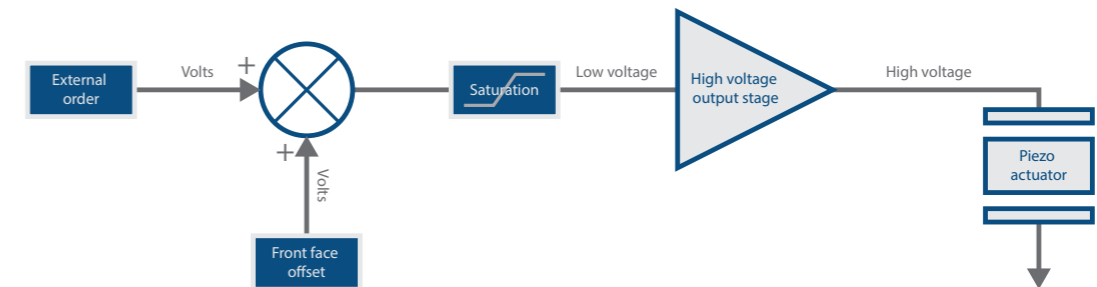 External
order
Volts
+
+
Volts
Front face
offset
Saturation
Low voltage
High voltage
output stage
High voltage
Piezo
actuator